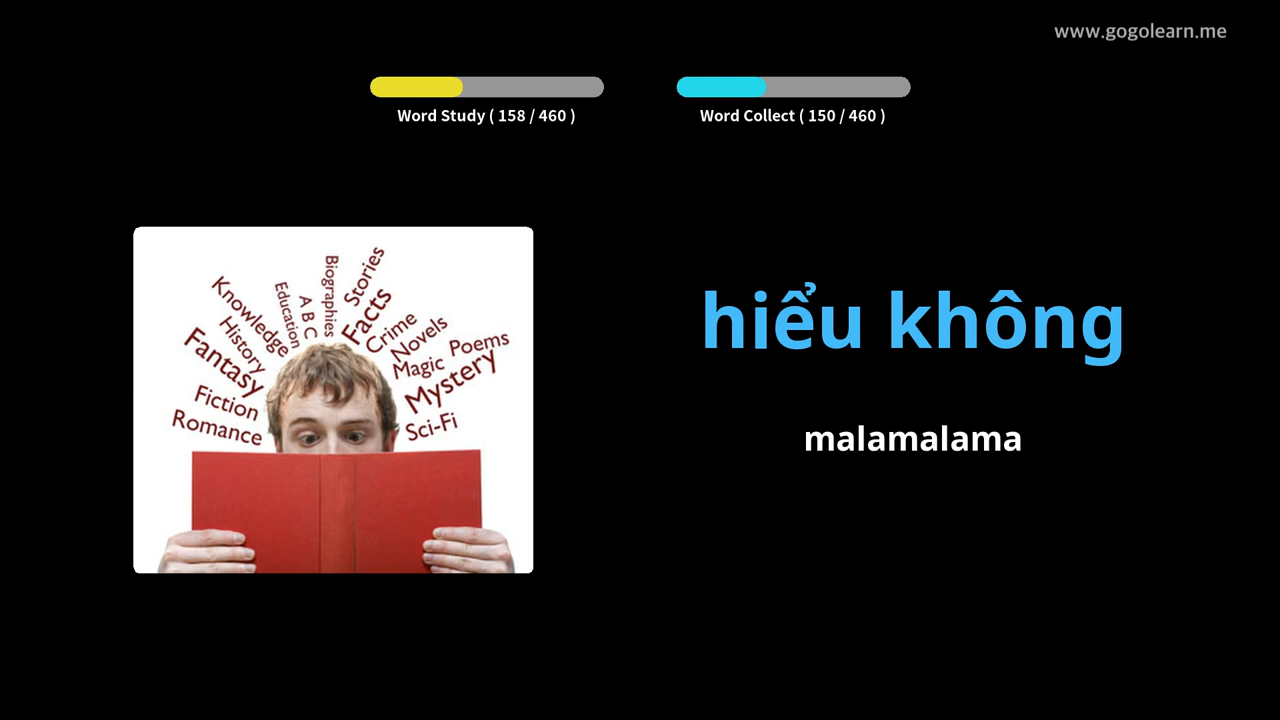 www.gogolearn.me
Word Study ( 158 / 460 )
Word Collect ( 150 / 460 )
Biographies
Stories
Education
A B C
Facts
Knowledge
Crime
History
Novels
Fantasy
Magic
Poems
Mystery
Fiction
Romance
Sci-Fi
hiểu không
malamalama